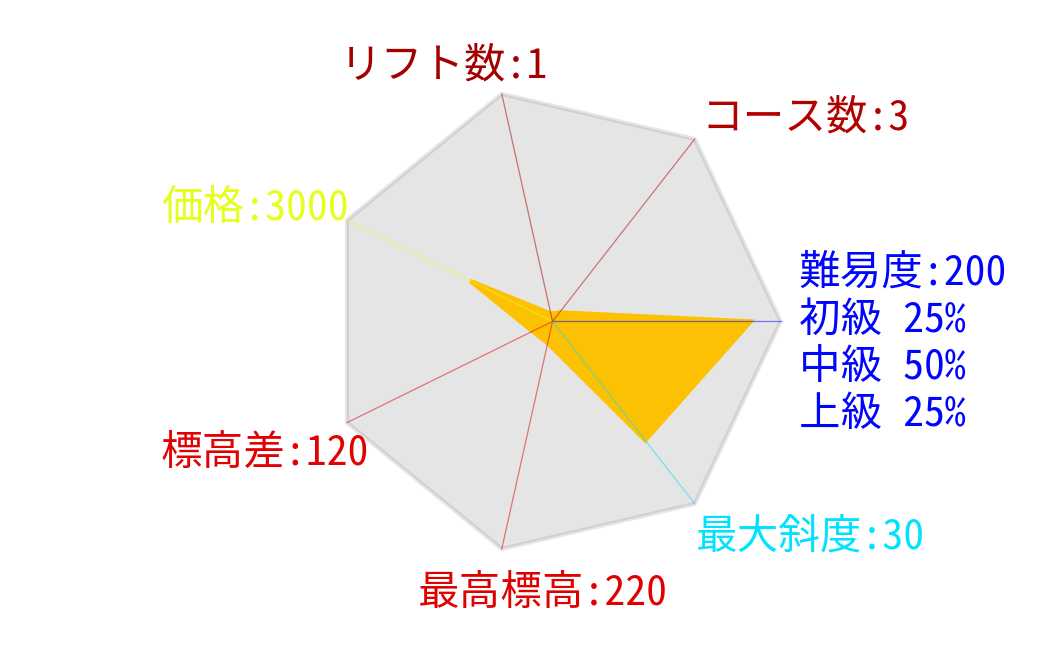 リフト数:1
コース数:3
価格:3000
難易度:200
初級 25%
中級 50%
上級 25%
標高差:120
最大斜度:30
最高標高:220